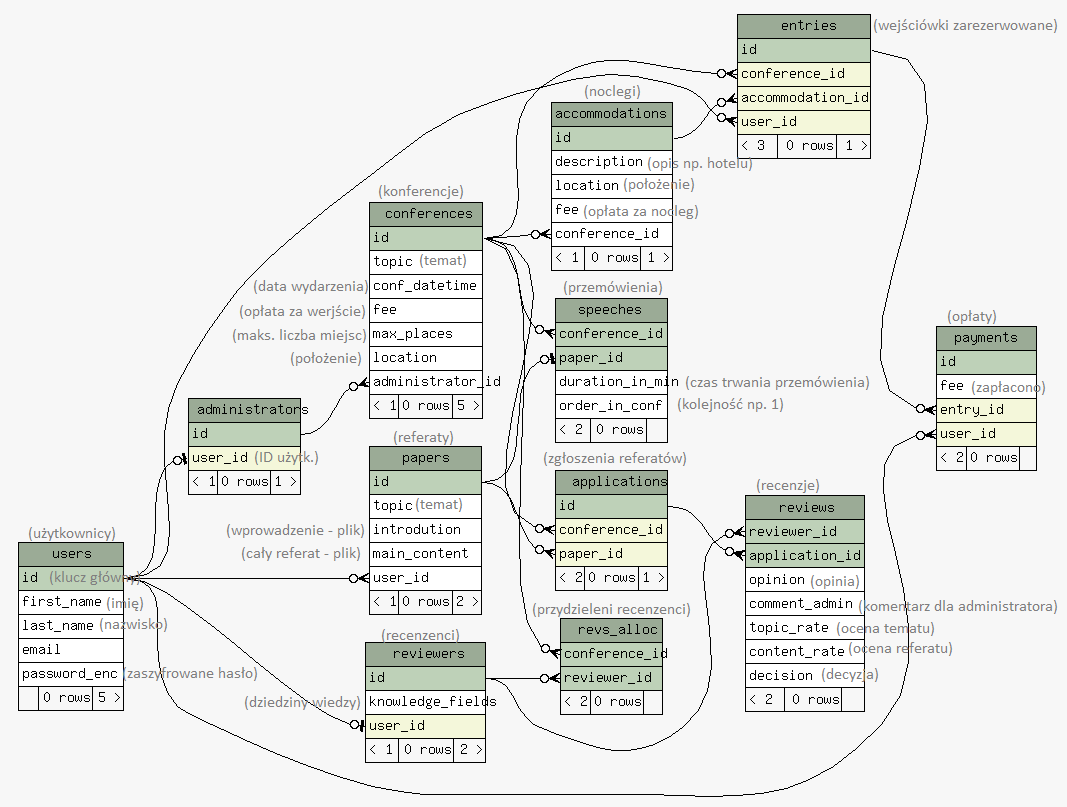 entries (wejściówki zarezerwowane)
id
conference_id
accommodation_id
user_id
< 3 0 rows 1 >
(noclegi)
accommodations
id
description (opis np. hotelu)
location (położenie)
fee (opłata za nocleg)
conference_id
< 1 0 rows 1 >
(konferencje)
conferences
id
topic (temat)
(data wydarzenia) conf_datetime
(opłata za werjście) fee
(maks. liczba miejsc) max_places
(położenie) location
administrator_id
< 1 0 rows 5 >
(przemówienia)
speeches
conference_id
paper_id
duration_in_min (czas trwania przemówienia)
order_in_conf (kolejność np. 1)
< 2 0 rows
(opłaty)
payments
id
fee (zapłacono)
entry_id
user_id
< 2 0 rows
administrators
id
user_id (ID użytk.)
< 1 0 rows 1 >
(referaty)
papers
id
topic (temat)
(wprowadzenie - plik) introdution
(cały referat - plik) main_content
user_id
< 1 0 rows 2 >
(zgłoszenia referatów)
applications
id
conference_id
paper_id
< 2 0 rows 1 >
(recenzje)
reviews
reviewer_id
application_id
opinion (opinia)
comment_admin (komentarz dla administratora)
topic_rate (ocena tematu)
content_rate (ocena referatu)
decision (decyzja)
< 2 0 rows
(użytkownicy)
users
id (klucz główny)
first_name (imię)
last_name (nazwisko)
email
password_enc (zaszyfrowane hasło)
0 rows 5 >
(przydzieleni recenzenci)
revs_alloc
conference_id
reviewer_id
< 2 0 rows
(recenzenci)
reviewers
id
(dziedziny wiedzy) knowledge_fields
user_id
< 1 0 rows 2 >